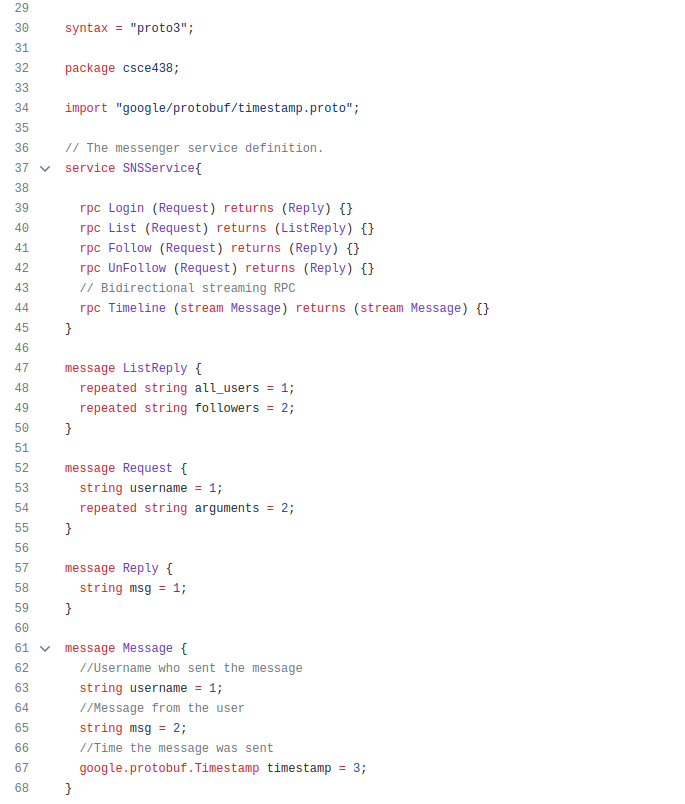 29
30 syntax = "proto3";
31
32 package csce438;
33
34 import "google/protobuf/timestamp.proto";
35
36 // The messenger service definition.
37 service SNSService{
38
39   rpc Login (Request) returns (Reply) {}
40   rpc List (Request) returns (ListReply) {}
41   rpc Follow (Request) returns (Reply) {}
42   rpc UnFollow (Request) returns (Reply) {}
43   // Bidirectional streaming RPC
44   rpc Timeline (stream Message) returns (stream Message) {}
45 }
46
47 message ListReply {
48   repeated string all_users = 1;
49   repeated string followers = 2;
50 }
51
52 message Request {
53   string username = 1;
54   repeated string arguments = 2;
55 }
56
57 message Reply {
58   string msg = 1;
59 }
60
61 message Message {
62   //Username who sent the message
63   string username = 1;
64   //Message from the user
65   string msg = 2;
66   //Time the message was sent
67   google.protobuf.Timestamp timestamp = 3;
68 }